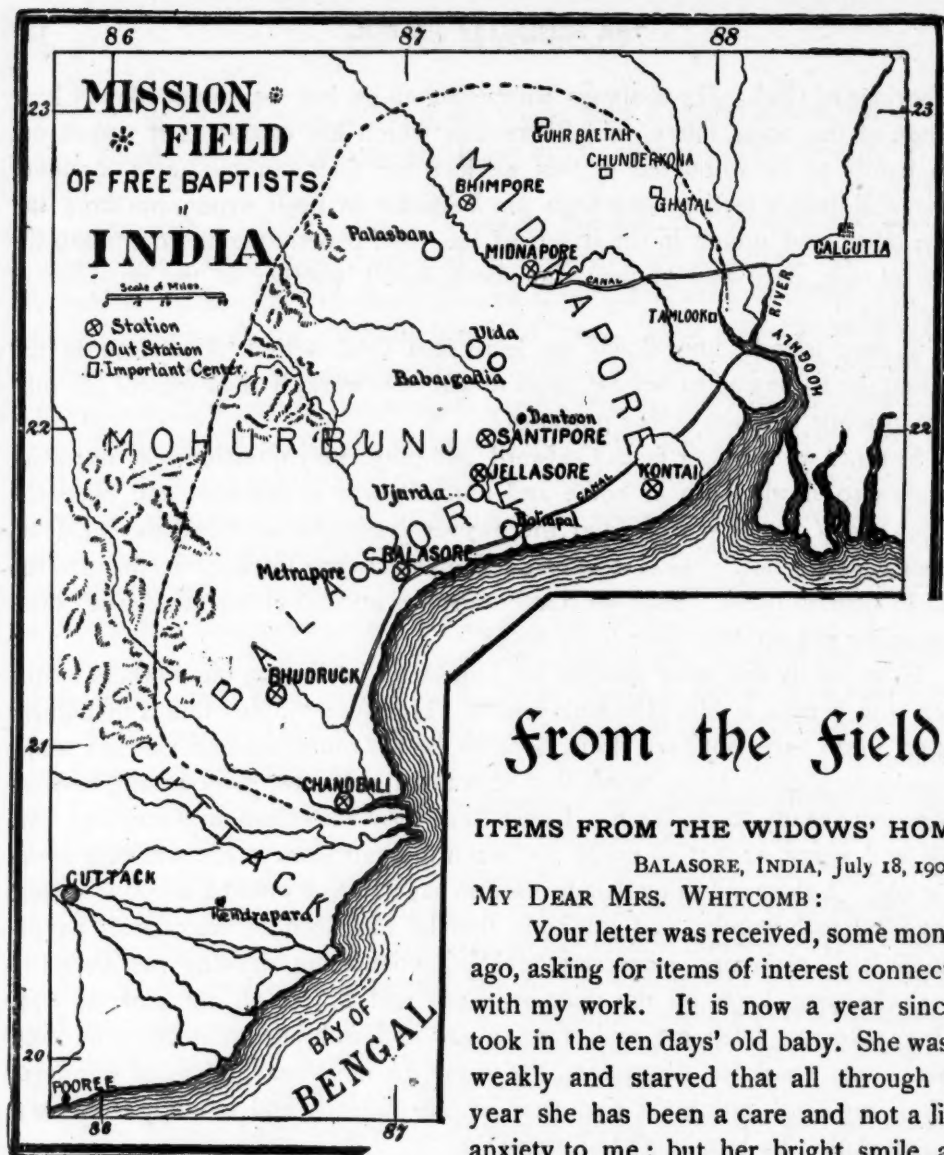 86 87 88
23 23
MISSION
FIELD
OF FREE BAPTISTS
IN
INDIA
Scale of Miles.
Station
Out Station
Important Center.
GUHR BAETAH
CHUNDERKONA
GHATAL
BHIMPORE
Palasbani
MIDNAPORE
CANAL
CALCUTTA
TAMLOOK
RIVER
HOOGHLY
MIDNAPORE
Ulda
Babaigadia
Dantoon
SANTIPORE
22 22
MOHURBUNJ
JELLASORE
KONTAI
Ujurda
CANAL
Batiapal
BALASORE
Metrapore
BALASORE
BHUDRUCK
21
CHANDBALI
CUTTACK
CUTTACK
Kendrapara
BAY OF
BENGAL
20
POOREE
86 87
From the Field
ITEMS FROM THE WIDOWS' HOM
BALASORE, INDIA, July 18, 190
MY DEAR MRS. WHITCOMB :
Your letter was received, some mon
ago, asking for items of interest connect
with my work. It is now a year sinc
took in the ten days' old baby. She was
weakly and starved that all through
year she has been a care and not a li
anxiety to me; but her bright smile a